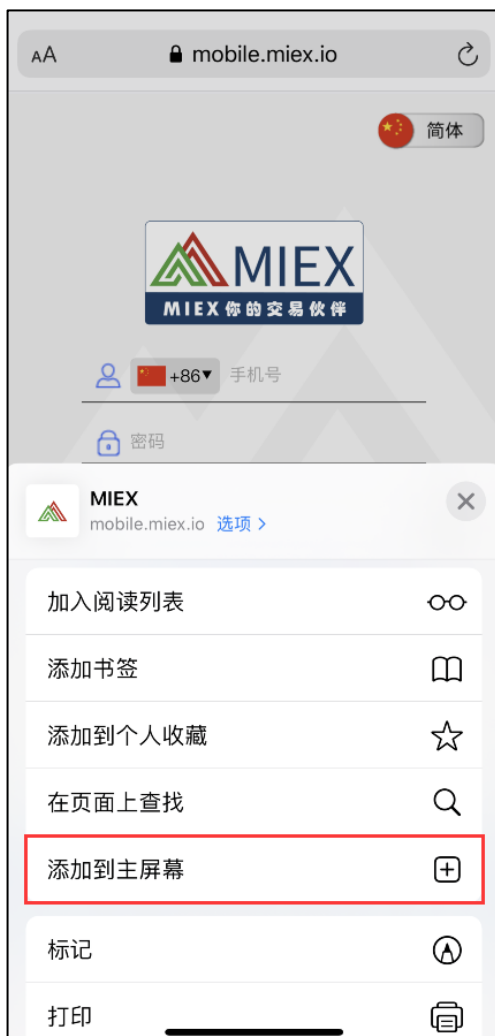 AA mobile.miex.io
简体
MIEX
MIEX 你的交易伙伴
+86▼ 手机号
密码
MIEX
mobile.miex.io 选项 >
加入阅读列表
添加书签
添加到个人收藏
在页面上查找
添加到主屏幕
标记
打印